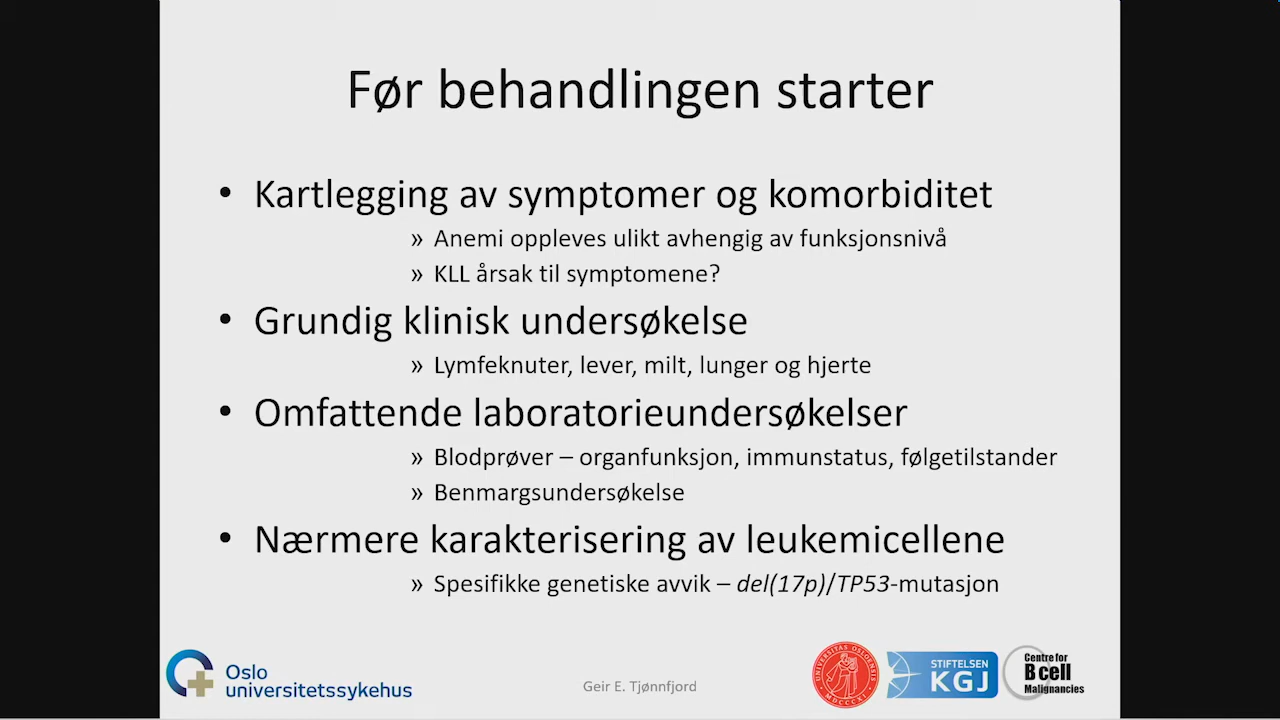 Før behandlingen starter
• Kartlegging av symptomer og komorbiditet
» Anemi oppleves ulikt avhengig av funksjonsnivå
» KLL årsak til symptomene?
• Grundig klinisk undersøkelse
» Lymfeknuter, lever, milt, lunger og hjerte
• Omfattende laboratorieundersøkelser
» Blodprøver – organfunksjon, immunstatus, følgetilstander
» Benmargsundersøkelse
• Nærmere karakterisering av leukemicellene
» Spesifikke genetiske avvik – del(17p)/TP53-mutasjon
Oslo
universitetssykehus
Geir E. Tjønnfjord
UNIVERSITAS OSLOENSIS
MDCCCXI
STIFTELSEN
KGJ
Centre for
B cell
Malignancies